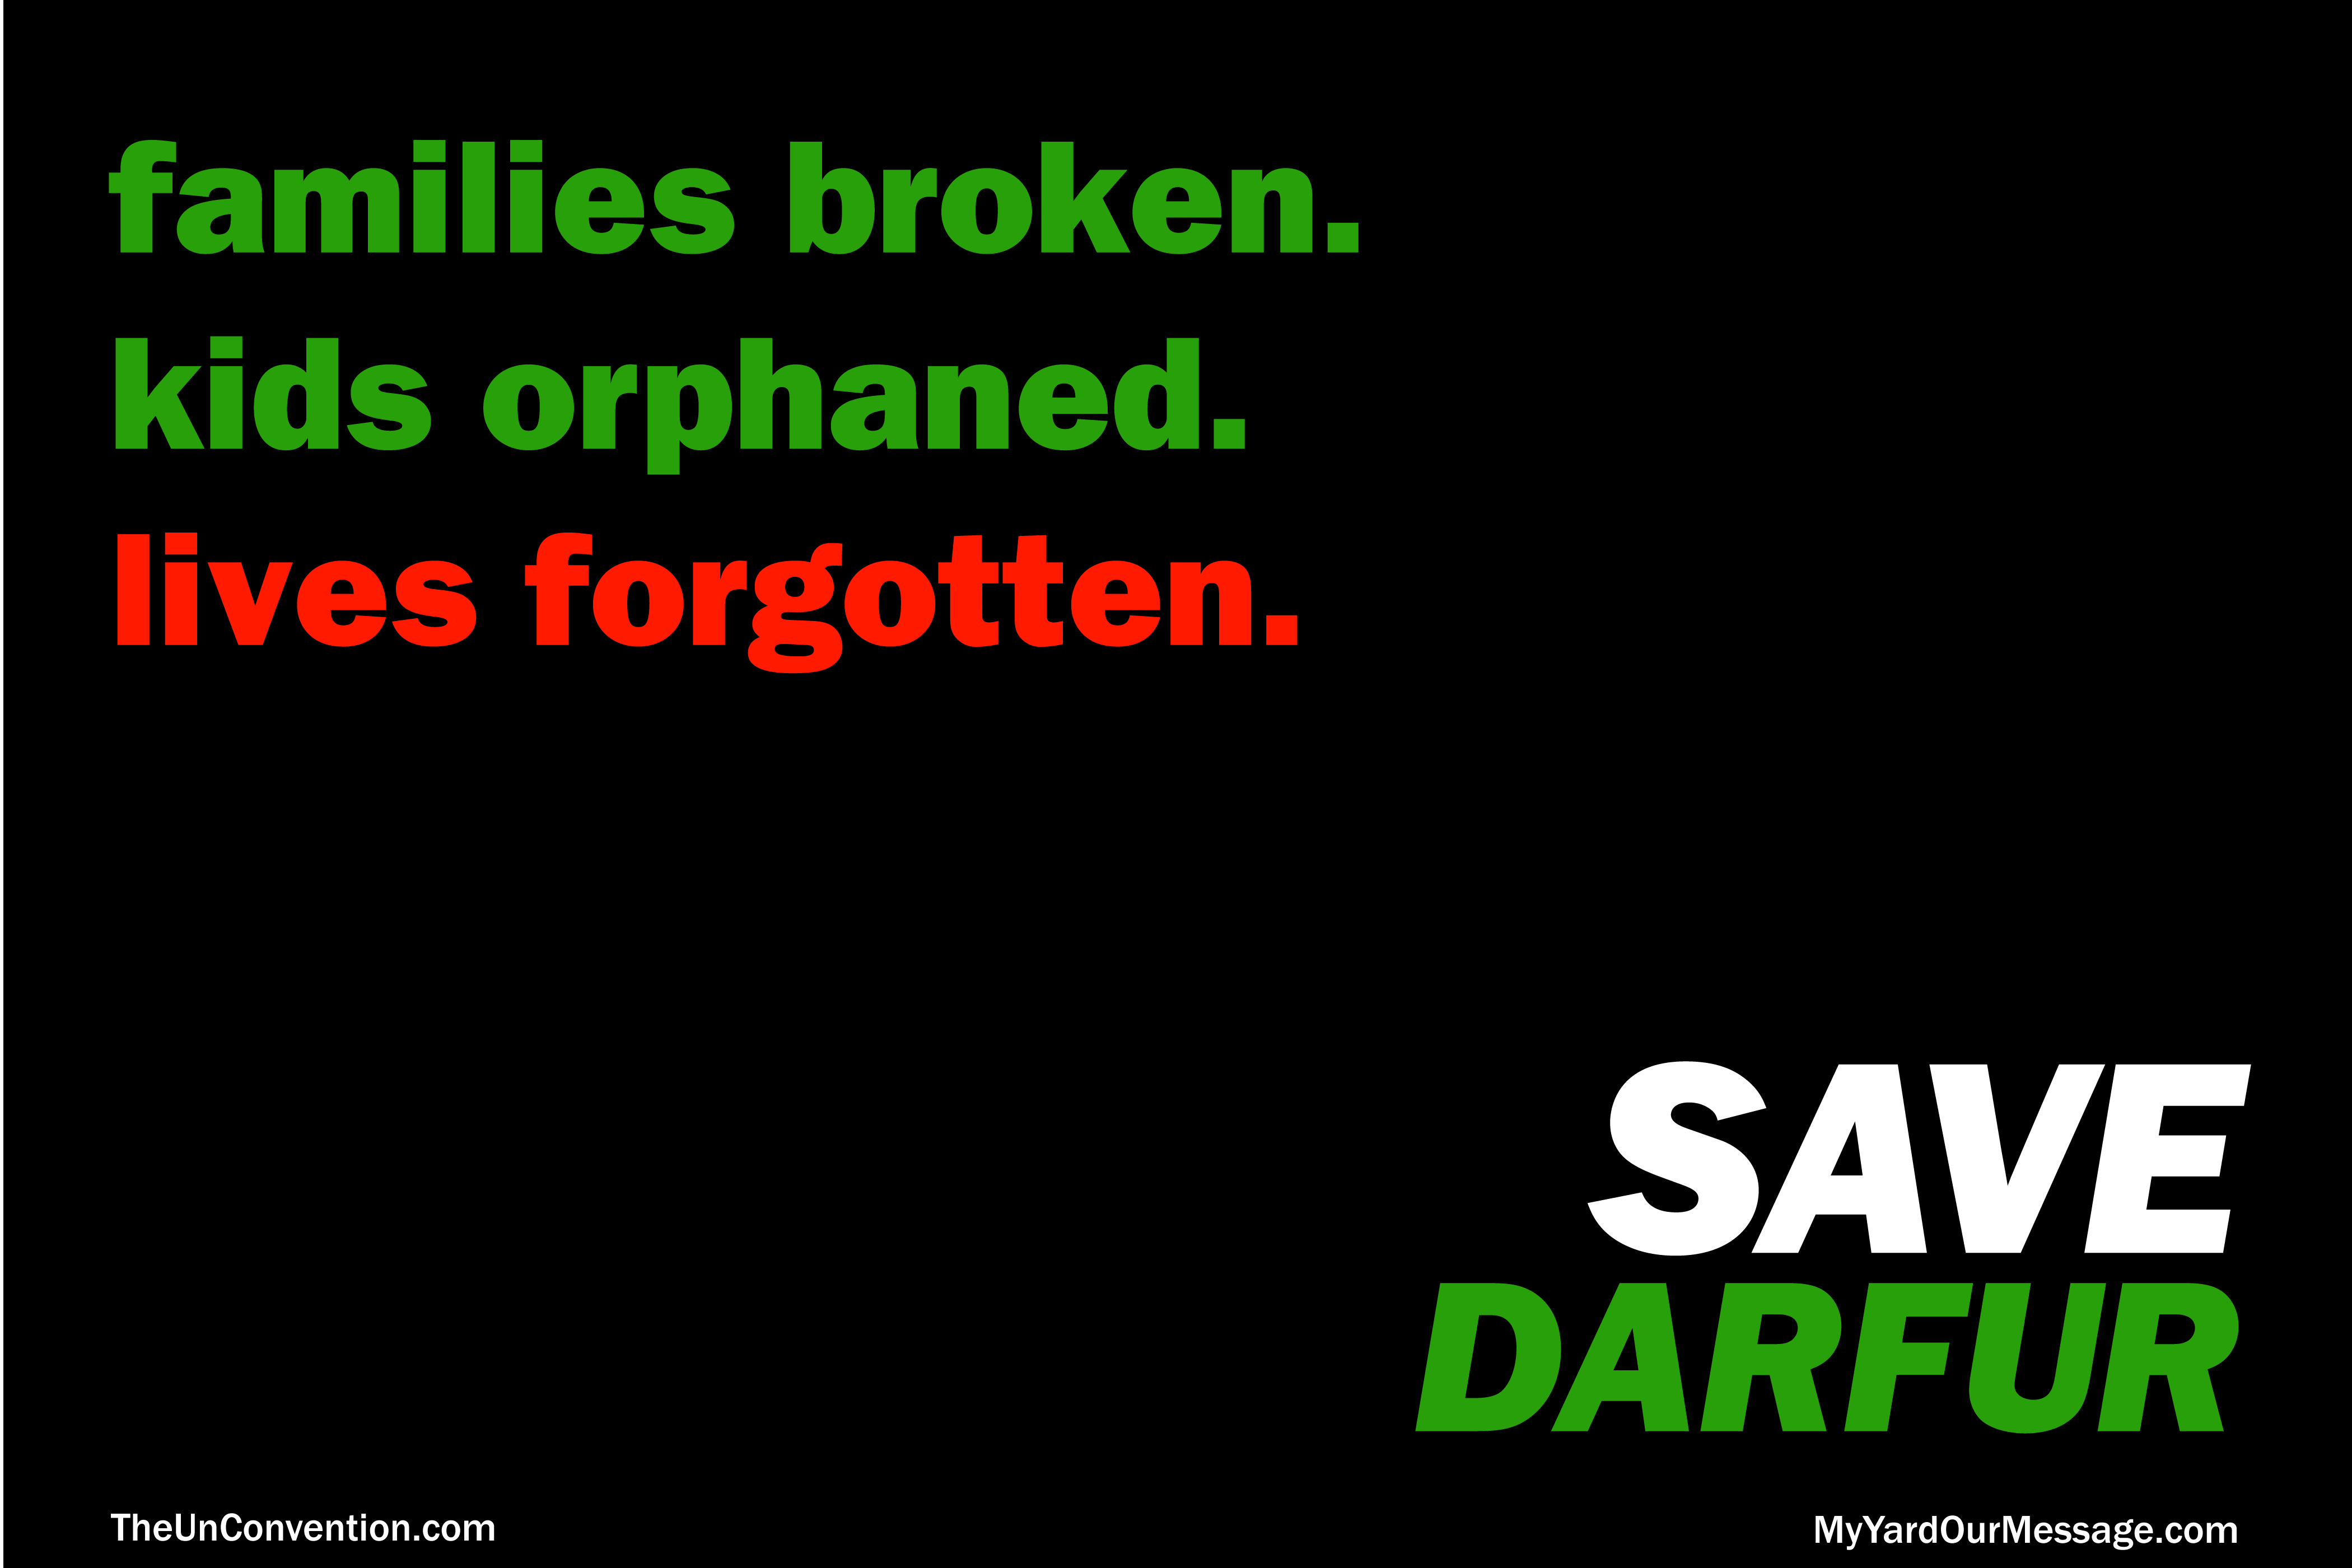 families broken.
kids orphaned.
lives forgotten.
SAVE
DARFUR
TheUnConvention.com
MyYardOurMessage.com